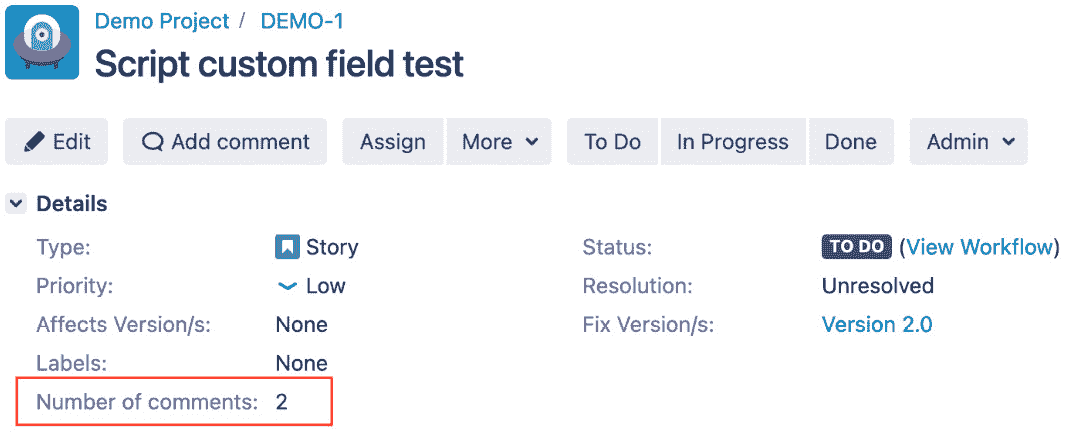 Demo Project / DEMO-1
Script custom field test
Edit Add comment Assign More To Do In Progress Done Admin
Details
Type: Story Status: TO DO (View Workflow)
Priority: Low Resolution: Unresolved
Affects Version/s: None Fix Version/s: Version 2.0
Labels: None
Number of comments: 2